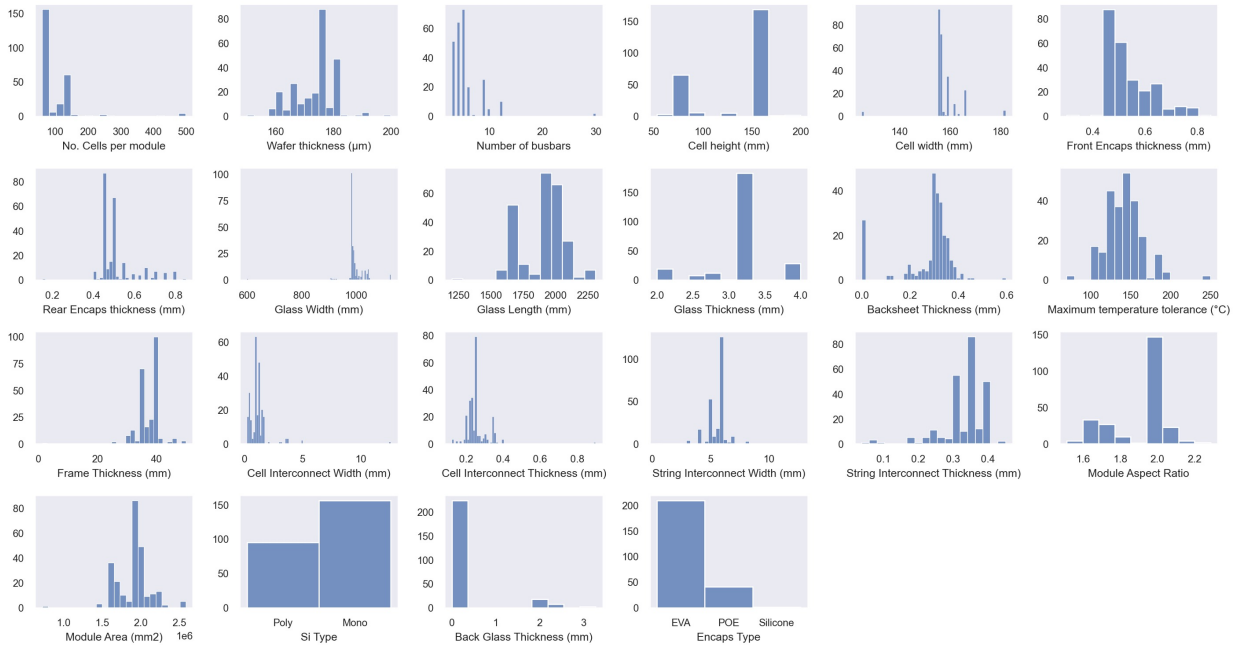 150
100
50
0
100 200 300 400 500
No. Cells per module
80
60
40
20
0
160 180 200
Wafer thickness (μm)
60
40
20
0
10 20 30
Number of busbars
150
100
50
0
50 100 150 200
Cell height (mm)
80
60
40
20
0
140 160 180
Cell width (mm)
80
60
40
20
0
0.4 0.6 0.8
Front Encaps thickness (mm)
80
60
40
20
0
0.2 0.4 0.6 0.8
Rear Encaps thickness (mm)
100
75
50
25
0
600 800 1000
Glass Width (mm)
60
40
20
0
1250 1500 1750 2000 2250
Glass Length (mm)
150
100
50
0
2.0 2.5 3.0 3.5 4.0
Glass Thickness (mm)
40
20
0
0.0 0.2 0.4 0.6
Backsheet Thickness (mm)
40
20
0
100 150 200 250
Maximum temperature tolerance (°C)
100
75
50
25
0
0 20 40
Frame Thickness (mm)
60
40
20
0
0 5 10
Cell Interconnect Width (mm)
80
60
40
20
0
0.2 0.4 0.6 0.8
Cell Interconnect Thickness (mm)
100
50
0
5 10
String Interconnect Width (mm)
80
60
40
20
0
0.1 0.2 0.3 0.4
String Interconnect Thickness (mm)
150
100
50
0
1.6 1.8 2.0 2.2
Module Aspect Ratio
80
60
40
20
0
1.0 1.5 2.0 2.5
Module Area (mm2) 1e6
150
100
50
0
Poly Mono
Si Type
200
150
100
50
0
0 1 2 3
Back Glass Thickness (mm)
200
150
100
50
0
EVA POE Silicone
Encaps Type